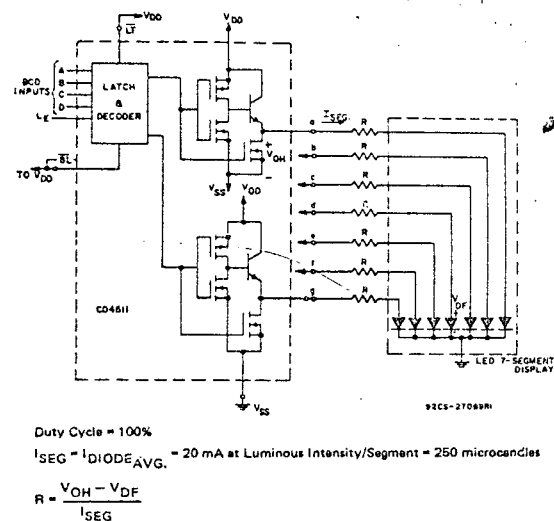 VDD
LT
VDD
BCD INPUTS
A
B
C
D
LE
LATCH & DECODER
BL
TO VDD
+
VOH
-
VSS
VDD
CD4511
VSS
a
ISEG
R
b
R
c
R
d
R
e
R
f
R
g
R
VDF
LED 7-SEGMENT DISPLAY
92CS-27089R1
Duty Cycle = 100%
ISEG = IDIODE AVG. = 20 mA at Luminous Intensity/Segment = 250 microcandles
R = VOH - VDF
ISEG